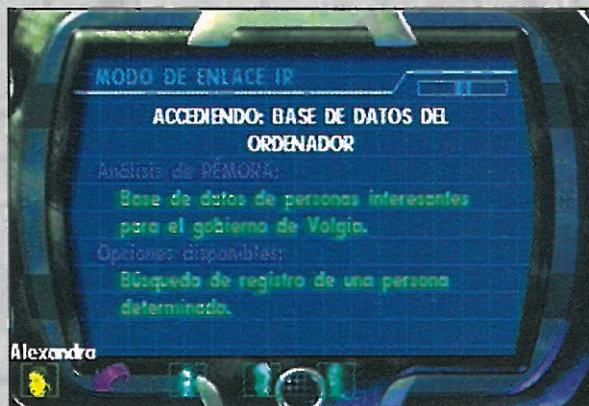 MODO DE ENLACE IR
ACCEDIENDO: BASE DE DATOS DEL
ORDENADOR
Análisis de RÉMORA:
Base de datos de personas interesantes
para el gobierno de Volgia.
Opciones disponibles:
Búsqueda de registro de una persona
determinada.
Alexandra